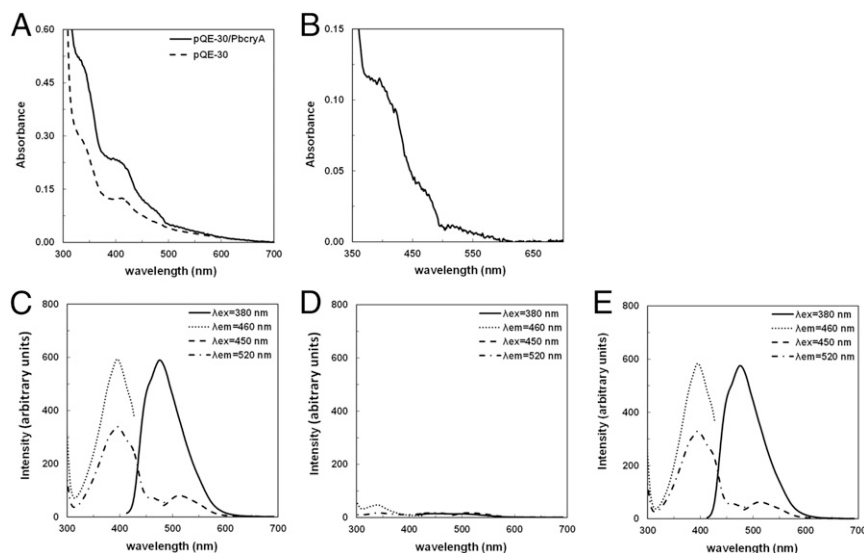 A
0.60
0.45
0.30
0.15
0.00
Absorbance
300 400 500 600 700
wavelength (nm)
pQE-30/PbcryA
pQE-30
B
0.15
0.10
0.05
0.00
Absorbance
350 450 550 650
wavelength (nm)
C
800
600
400
200
0
Intensity (arbitrary units)
300 400 500 600 700
wavelength (nm)
λex=380 nm
λem=460 nm
λex=450 nm
λem=520 nm
D
800
600
400
200
0
Intensity (abitrary units)
300 400 500 600 700
wavelength (nm)
λex=380 nm
λem=460 nm
λex=450 nm
λem=520 nm
E
800
600
400
200
0
Intensity (arbitrary units)
300 400 500 600 700
wavelength (nm)
λex=380 nm
λem=460 nm
λex=450 nm
λem=520 nm